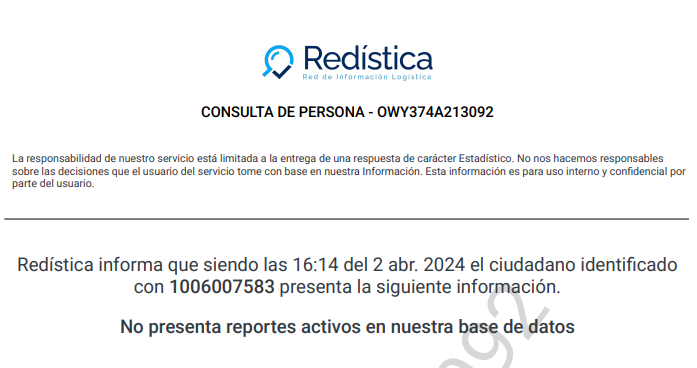 Redística
Red de Información Logística
CONSULTA DE PERSONA - OWY374A213092
La responsabilidad de nuestro servicio está limitada a la entrega de una respuesta de carácter Estadístico. No nos hacemos responsables
sobre las decisiones que el usuario del servicio tome con base en nuestra Información. Esta información es para uso interno y confidencial por
parte del usuario.
Redística informa que siendo las 16:14 del 2 abr. 2024 el ciudadano identificado
con 1006007583 presenta la siguiente información.
No presenta reportes activos en nuestra base de datos
092